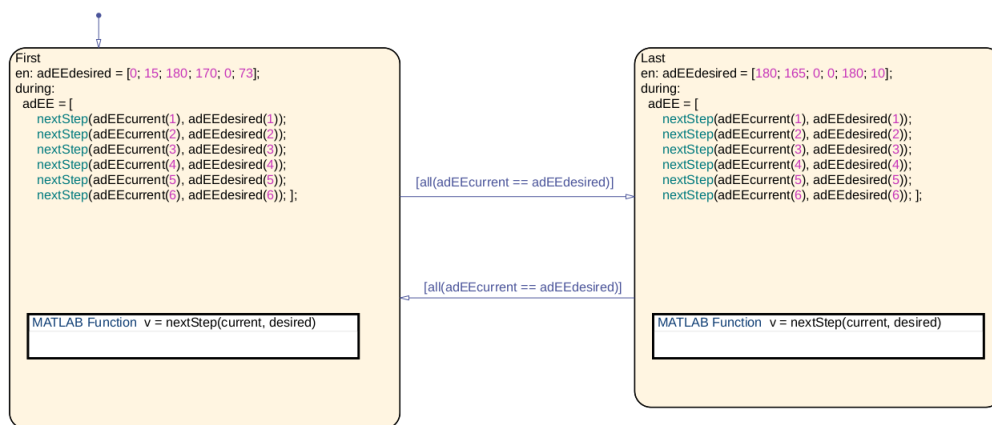 First
en: adEEdesired = [0; 15; 180; 170; 0; 73];
during:
adEE = [
nextStep(adEEcurrent(1), adEEdesired(1));
nextStep(adEEcurrent(2), adEEdesired(2));
nextStep(adEEcurrent(3), adEEdesired(3));
nextStep(adEEcurrent(4), adEEdesired(4));
nextStep(adEEcurrent(5), adEEdesired(5));
nextStep(adEEcurrent(6), adEEdesired(6)); ];
MATLAB Function v = nextStep(current, desired)
[all(adEEcurrent == adEEdesired)]
[all(adEEcurrent == adEEdesired)]
Last
en: adEEdesired = [180; 165; 0; 0; 180; 10];
during:
adEE = [
nextStep(adEEcurrent(1), adEEdesired(1));
nextStep(adEEcurrent(2), adEEdesired(2));
nextStep(adEEcurrent(3), adEEdesired(3));
nextStep(adEEcurrent(4), adEEdesired(4));
nextStep(adEEcurrent(5), adEEdesired(5));
nextStep(adEEcurrent(6), adEEdesired(6)); ];
MATLAB Function v = nextStep(current, desired)